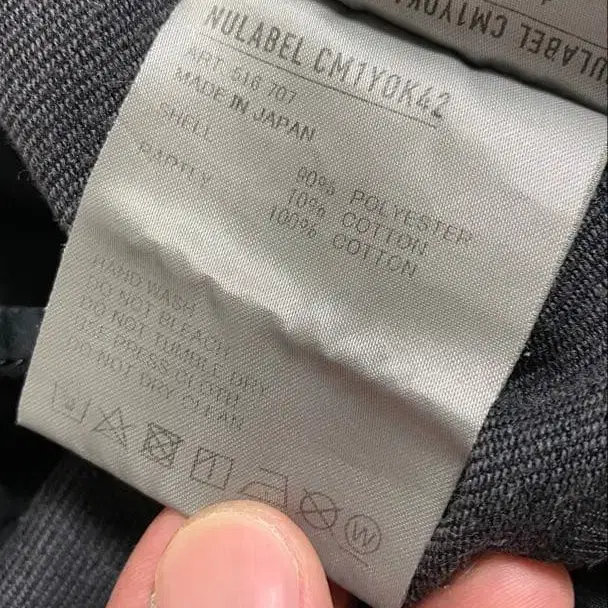 NULABEL CM1YOK42
NULABEL CM1YOK42
ART. 516 707
MADE IN JAPAN
SHELL
90% POLYESTER
10% COTTON
PARTLY
100% COTTON
HAND WASH
DO NOT BLEACH
DO NOT TUMBLE DRY
USE PRESS CLOTH
DO NOT DRY CLEAN
W